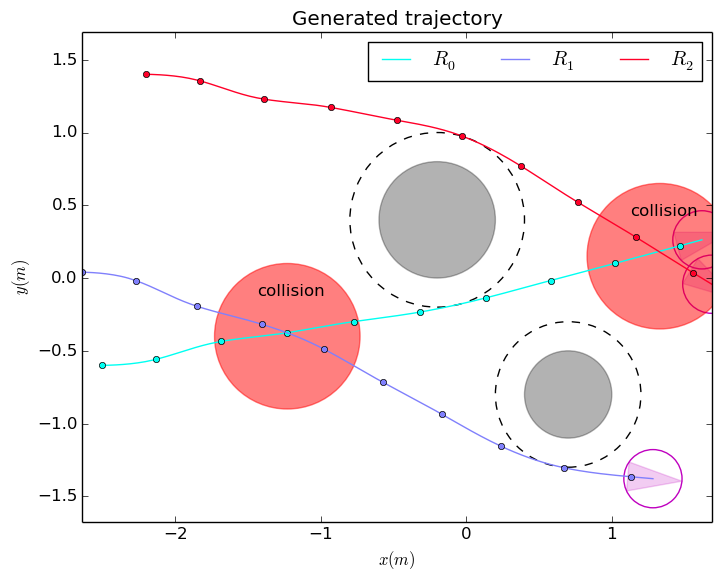 Generated trajectory
R0 R1 R2
1.5
1.0
0.5
0.0
−0.5
−1.0
−1.5
collision
collision
−2 −1 0 1
x(m)
y(m)